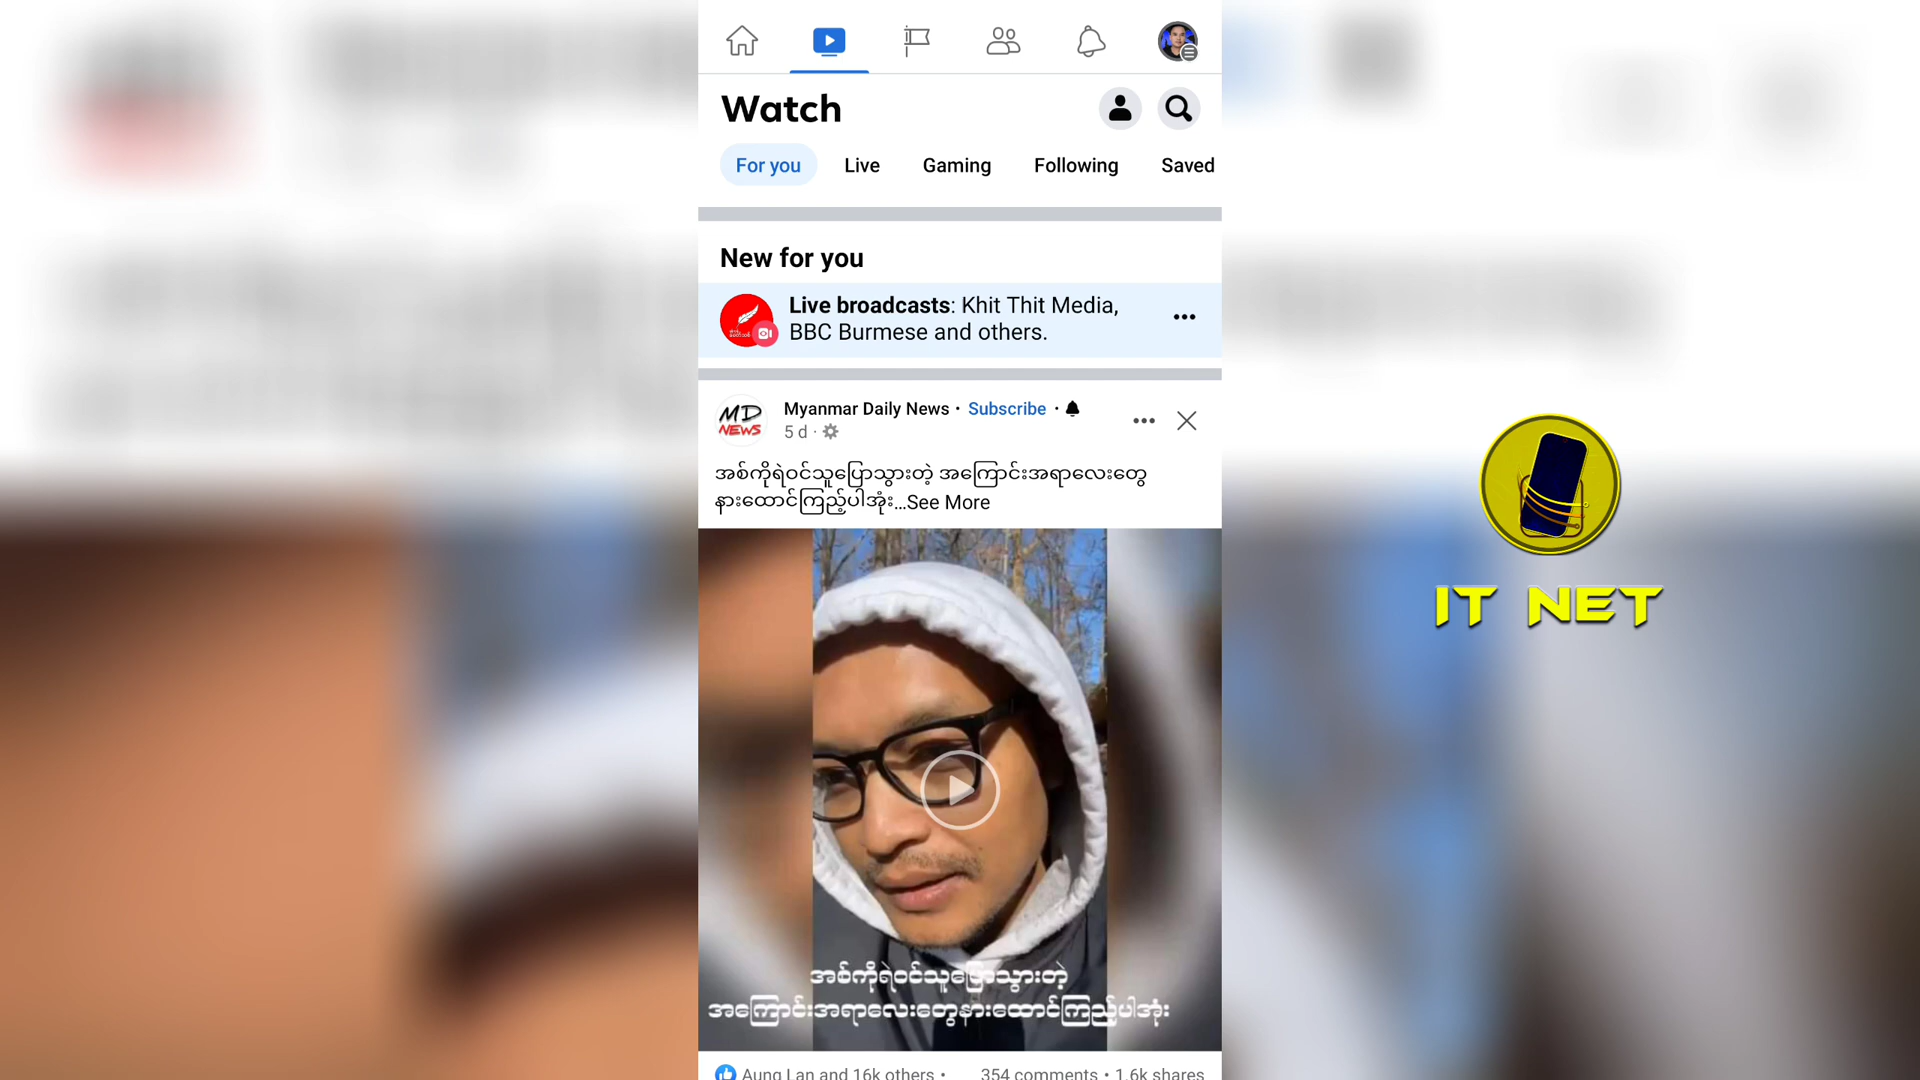 Watch
For you Live Gaming Following Saved
New for you
Live broadcasts: Khit Thit Media,
BBC Burmese and others.
MD
NEWS
Myanmar Daily News · Subscribe ·
5 d ·
အစ်ကိုရဲဝင်သူပြောသွားတဲ့ အကြောင်းအရာလေးတွေ
နားထောင်ကြည့်ပါအုံး...See More
အစ်ကိုရဲဝင်သူပြောသွားတဲ့
အကြောင်းအရာလေးတွေနားထောင်ကြည့်ပါအုံး
Aung Lan and 16k others · 354 comments · 1.6k shares
IT NET